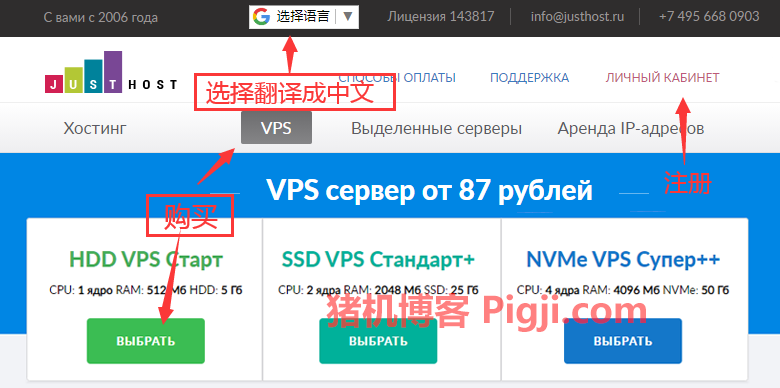 С вами с 2006 года
选择语言 ▼
Лицензия 143817
info@justhost.ru
+7 495 668 0903
JUST HOST
选择翻译成中文
СПОСОБЫ ОПЛАТЫ
ПОДДЕРЖКА
ЛИЧНЫЙ КАБИНЕТ
Хостинг
VPS
Выделенные серверы
Аренда IP-адресов
注册
VPS сервер от 87 рублей
购买
HDD VPS Старт
CPU: 1 ядро RAM: 512 Мб HDD: 5 Гб
ВЫБРАТЬ
SSD VPS Стандарт+
CPU: 2 ядра RAM: 2048 Мб SSD: 25 Гб
ВЫБРАТЬ
NVMe VPS Супер++
CPU: 4 ядра RAM: 4096 Мб NVMe: 50 Гб
ВЫБРАТЬ
猪机博客 Pigji.com